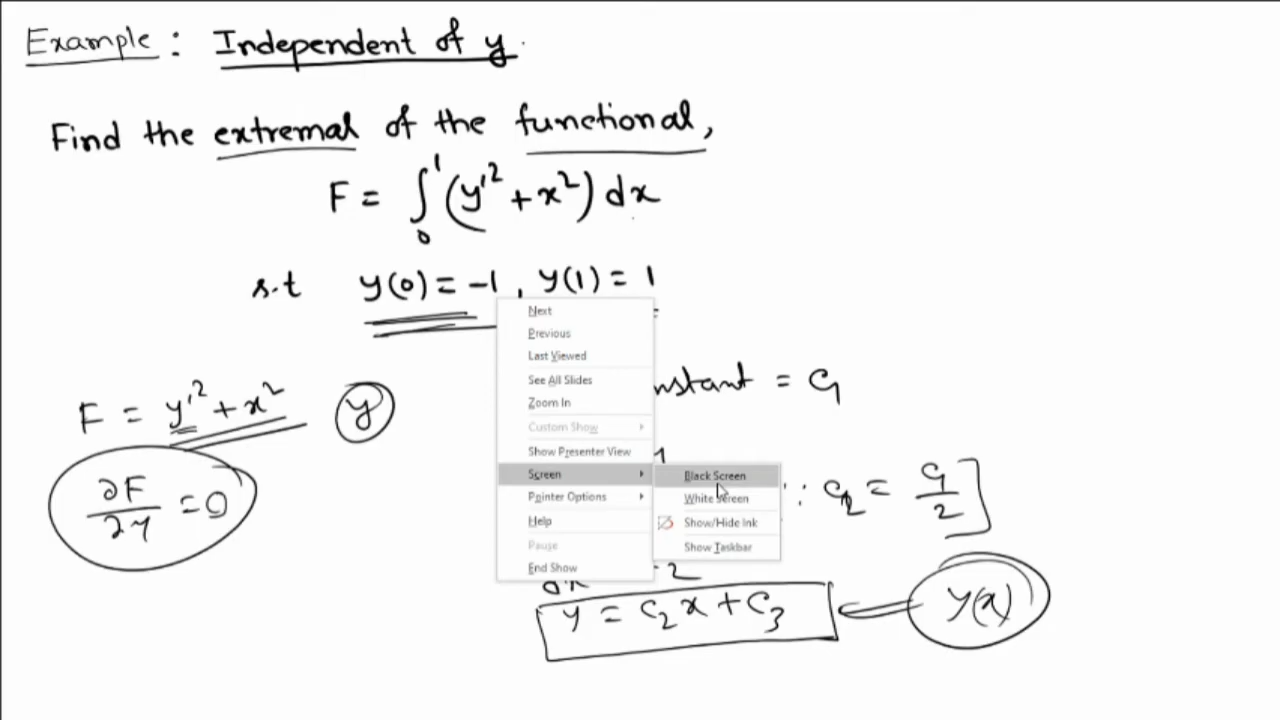 Example : Independent of y.
Find the extremal of the functional,
F = ∫₀¹ (y'² + x²) dx
s.t y(0) = -1, y(1) = 1
Next
Previous
Last Viewed
See All Slides
Zoom In
Custom Show
Show Presenter View
Screen
Pointer Options
Help
Pause
End Show
Black Screen
White Screen
Show/Hide Ink
Show Taskbar
nstant = c₁
F = y'² + x² y
∂F/∂y = 0
∵ c₂ = c₁/2 ]
y = c₂ x + c₃
y(x)